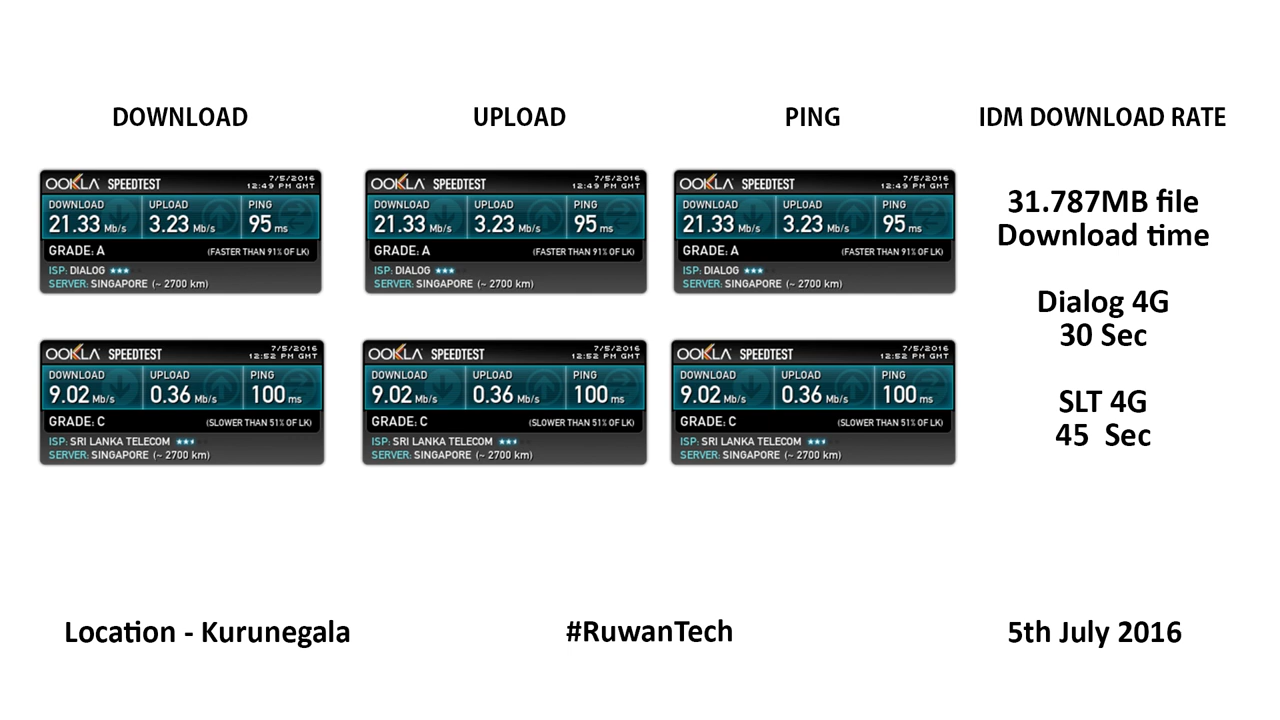 DOWNLOAD UPLOAD PING IDM DOWNLOAD RATE
OOKLA SPEEDTEST 7/5/2016 12:49 PM GMT
DOWNLOAD UPLOAD PING
21.33 Mb/s 3.23 Mb/s 95 ms
GRADE: A (FASTER THAN 91% OF LK)
ISP: DIALOG
SERVER: SINGAPORE (~ 2700 km)
OOKLA SPEEDTEST 7/5/2016 12:49 PM GMT
DOWNLOAD UPLOAD PING
21.33 Mb/s 3.23 Mb/s 95 ms
GRADE: A (FASTER THAN 91% OF LK)
ISP: DIALOG
SERVER: SINGAPORE (~ 2700 km)
OOKLA SPEEDTEST 7/5/2016 12:49 PM GMT
DOWNLOAD UPLOAD PING
21.33 Mb/s 3.23 Mb/s 95 ms
GRADE: A (FASTER THAN 91% OF LK)
ISP: DIALOG
SERVER: SINGAPORE (~ 2700 km)
OOKLA SPEEDTEST 7/5/2016 12:52 PM GMT
DOWNLOAD UPLOAD PING
9.02 Mb/s 0.36 Mb/s 100 ms
GRADE: C (SLOWER THAN 51% OF LK)
ISP: SRI LANKA TELECOM
SERVER: SINGAPORE (~ 2700 km)
OOKLA SPEEDTEST 7/5/2016 12:52 PM GMT
DOWNLOAD UPLOAD PING
9.02 Mb/s 0.36 Mb/s 100 ms
GRADE: C (SLOWER THAN 51% OF LK)
ISP: SRI LANKA TELECOM
SERVER: SINGAPORE (~ 2700 km)
OOKLA SPEEDTEST 7/5/2016 12:52 PM GMT
DOWNLOAD UPLOAD PING
9.02 Mb/s 0.36 Mb/s 100 ms
GRADE: C (SLOWER THAN 51% OF LK)
ISP: SRI LANKA TELECOM
SERVER: SINGAPORE (~ 2700 km)
31.787MB file
Download time
Dialog 4G
30 Sec
SLT 4G
45 Sec
Location - Kurunegala #RuwanTech 5th July 2016